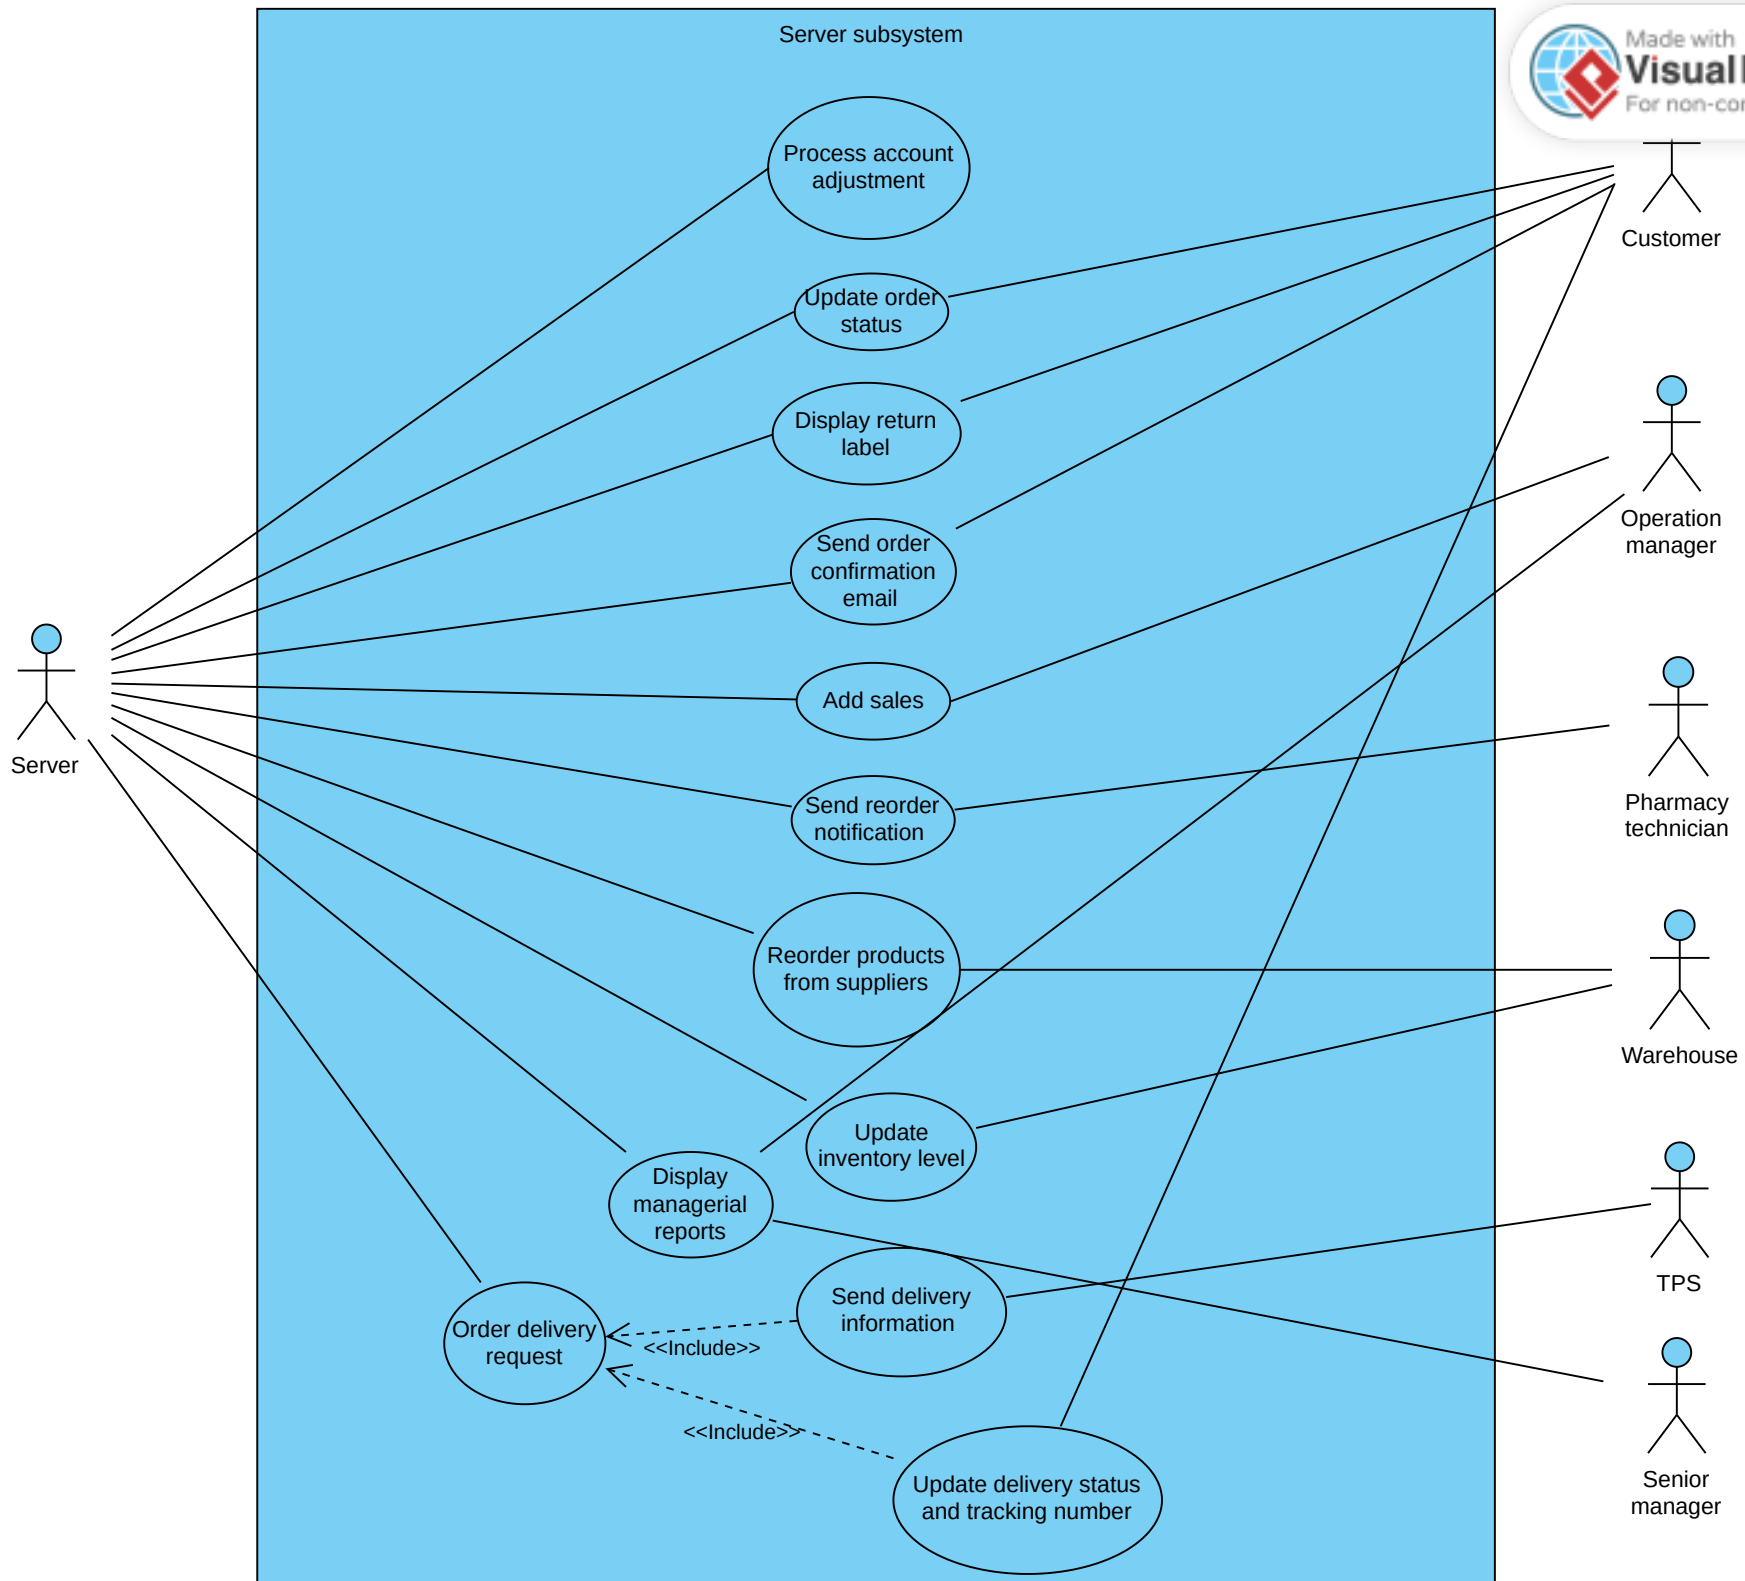 Server subsystem
Made with
Visual
For non-con
Process account
adjustment
Customer
Update order
status
Display return
label
Operation
manager
Send order
confirmation
email
Server
Add sales
Pharmacy
technician
Send reorder
notification
Reorder products
from suppliers
Warehouse
Update
inventory level
Display
managerial
reports
TPS
Send delivery
information
Order delivery
request
<<Include>>
<<Include>>
Update delivery status
and tracking number
Senior
manager